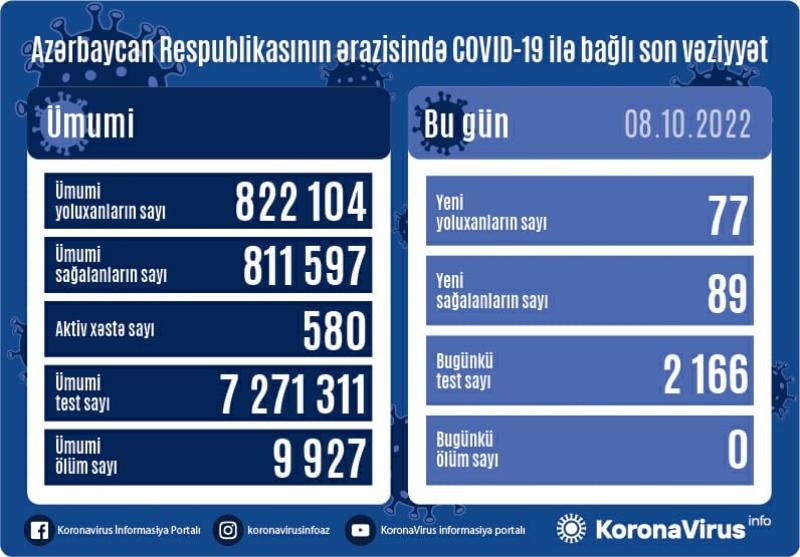 Azərbaycan Respublikasının ərazisində COVID-19 ilə bağlı son vəziyyət
Ümumi
Ümumi
yoluxanların sayı
822 104
Ümumi
sağalanların sayı
811 597
Aktiv xəstə sayı
580
Ümumi
test sayı
7 271 311
Ümumi
ölüm sayı
9 927
Bu gün
08.10.2022
Yeni
yoluxanların sayı
77
Yeni
sağalanların sayı
89
Bugünkü
test sayı
2 166
Bugünkü
ölüm sayı
0
Koronavirus İnformasiya Portalı
koronavirusinfoaz
KoronaVirus informasiya portalı
KoronaVirus info